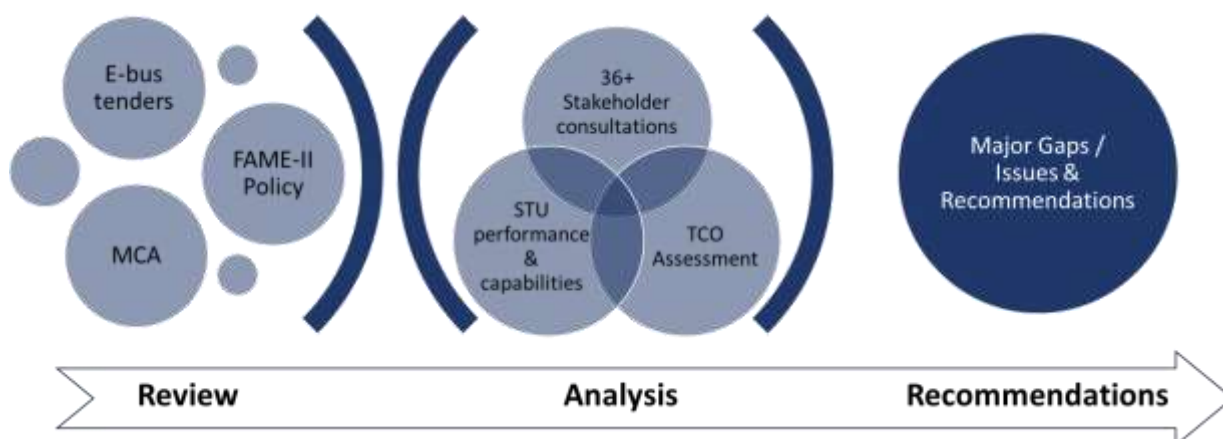 E-bus
tenders
FAME-II
Policy
MCA
36+
Stakeholder
consultations
STU
performance
&
capabilities
TCO
Assessment
Major Gaps /
Issues &
Recommendations
Review
Analysis
Recommendations